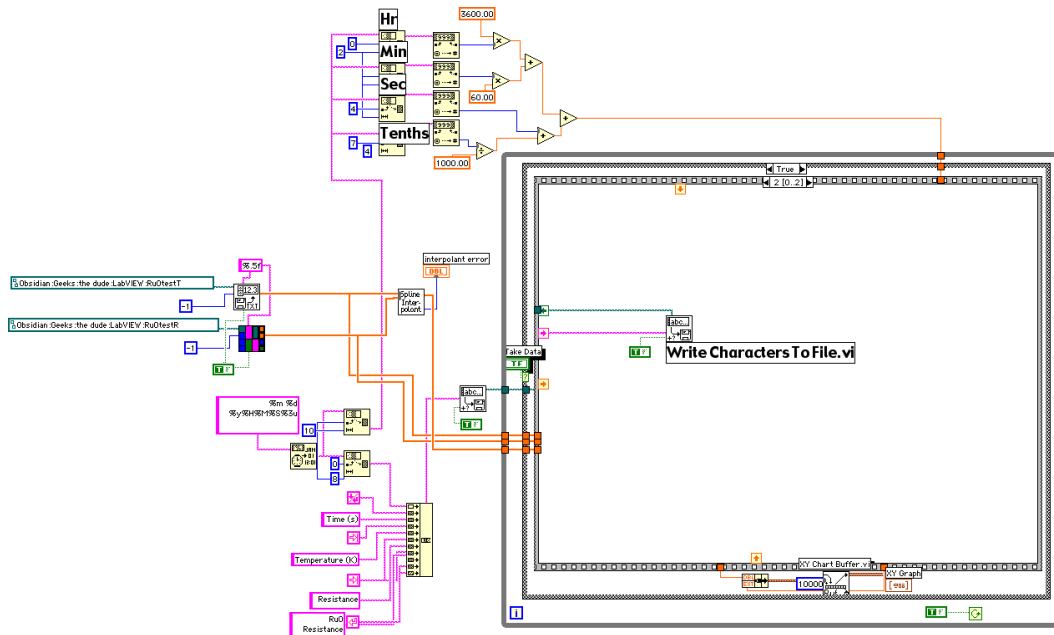 Hr
3600.00
0
2
Min
Sec
60.00
4
Tenths
7
4
1000.00
True
2 [0..2]
interpolant error
DBL
%.5f
Obsidian:Geeks:the dude:LabVIEW:RuOtestT
-1
Spline
Inter-
polant
Obsidian:Geeks:the dude:LabVIEW:RuOtestR
-1
T F
Take Data
T F
abc..
T F
Write Characters To File.vi
abc..
T F
%m %d
%y%H%M%S%3u
10
0
8
Time (s)
Temperature (K)
Resistance
RuO
Resistance
XY Chart Buffer.vi
10000
XY Graph
i
T F